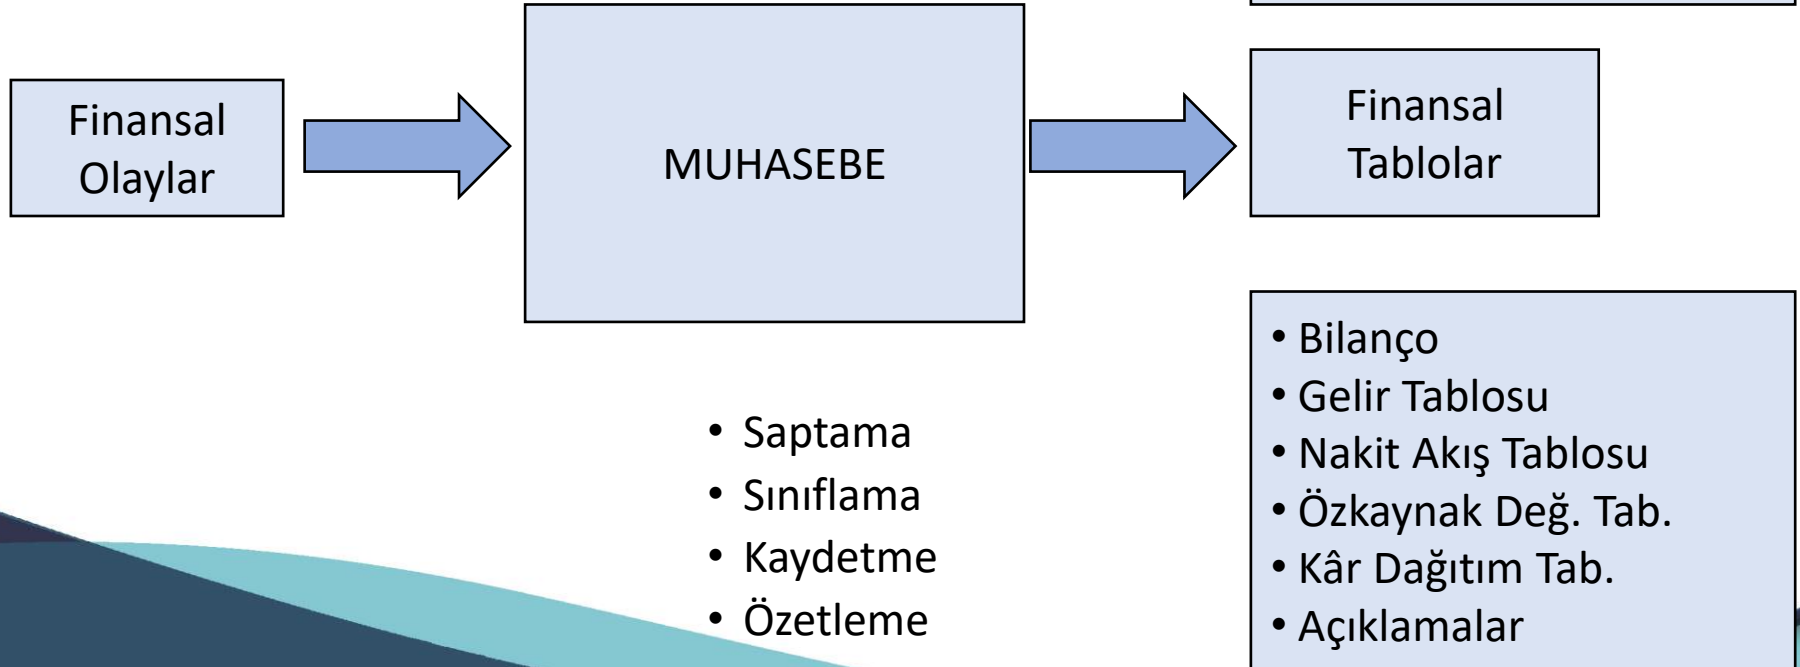 Finansal
Olaylar
MUHASEBE
Finansal
Tablolar
• Saptama
• Sınıflama
• Kaydetme
• Özetleme
• Bilanço
• Gelir Tablosu
• Nakit Akış Tablosu
• Özkaynak Değ. Tab.
• Kâr Dağıtım Tab.
• Açıklamalar